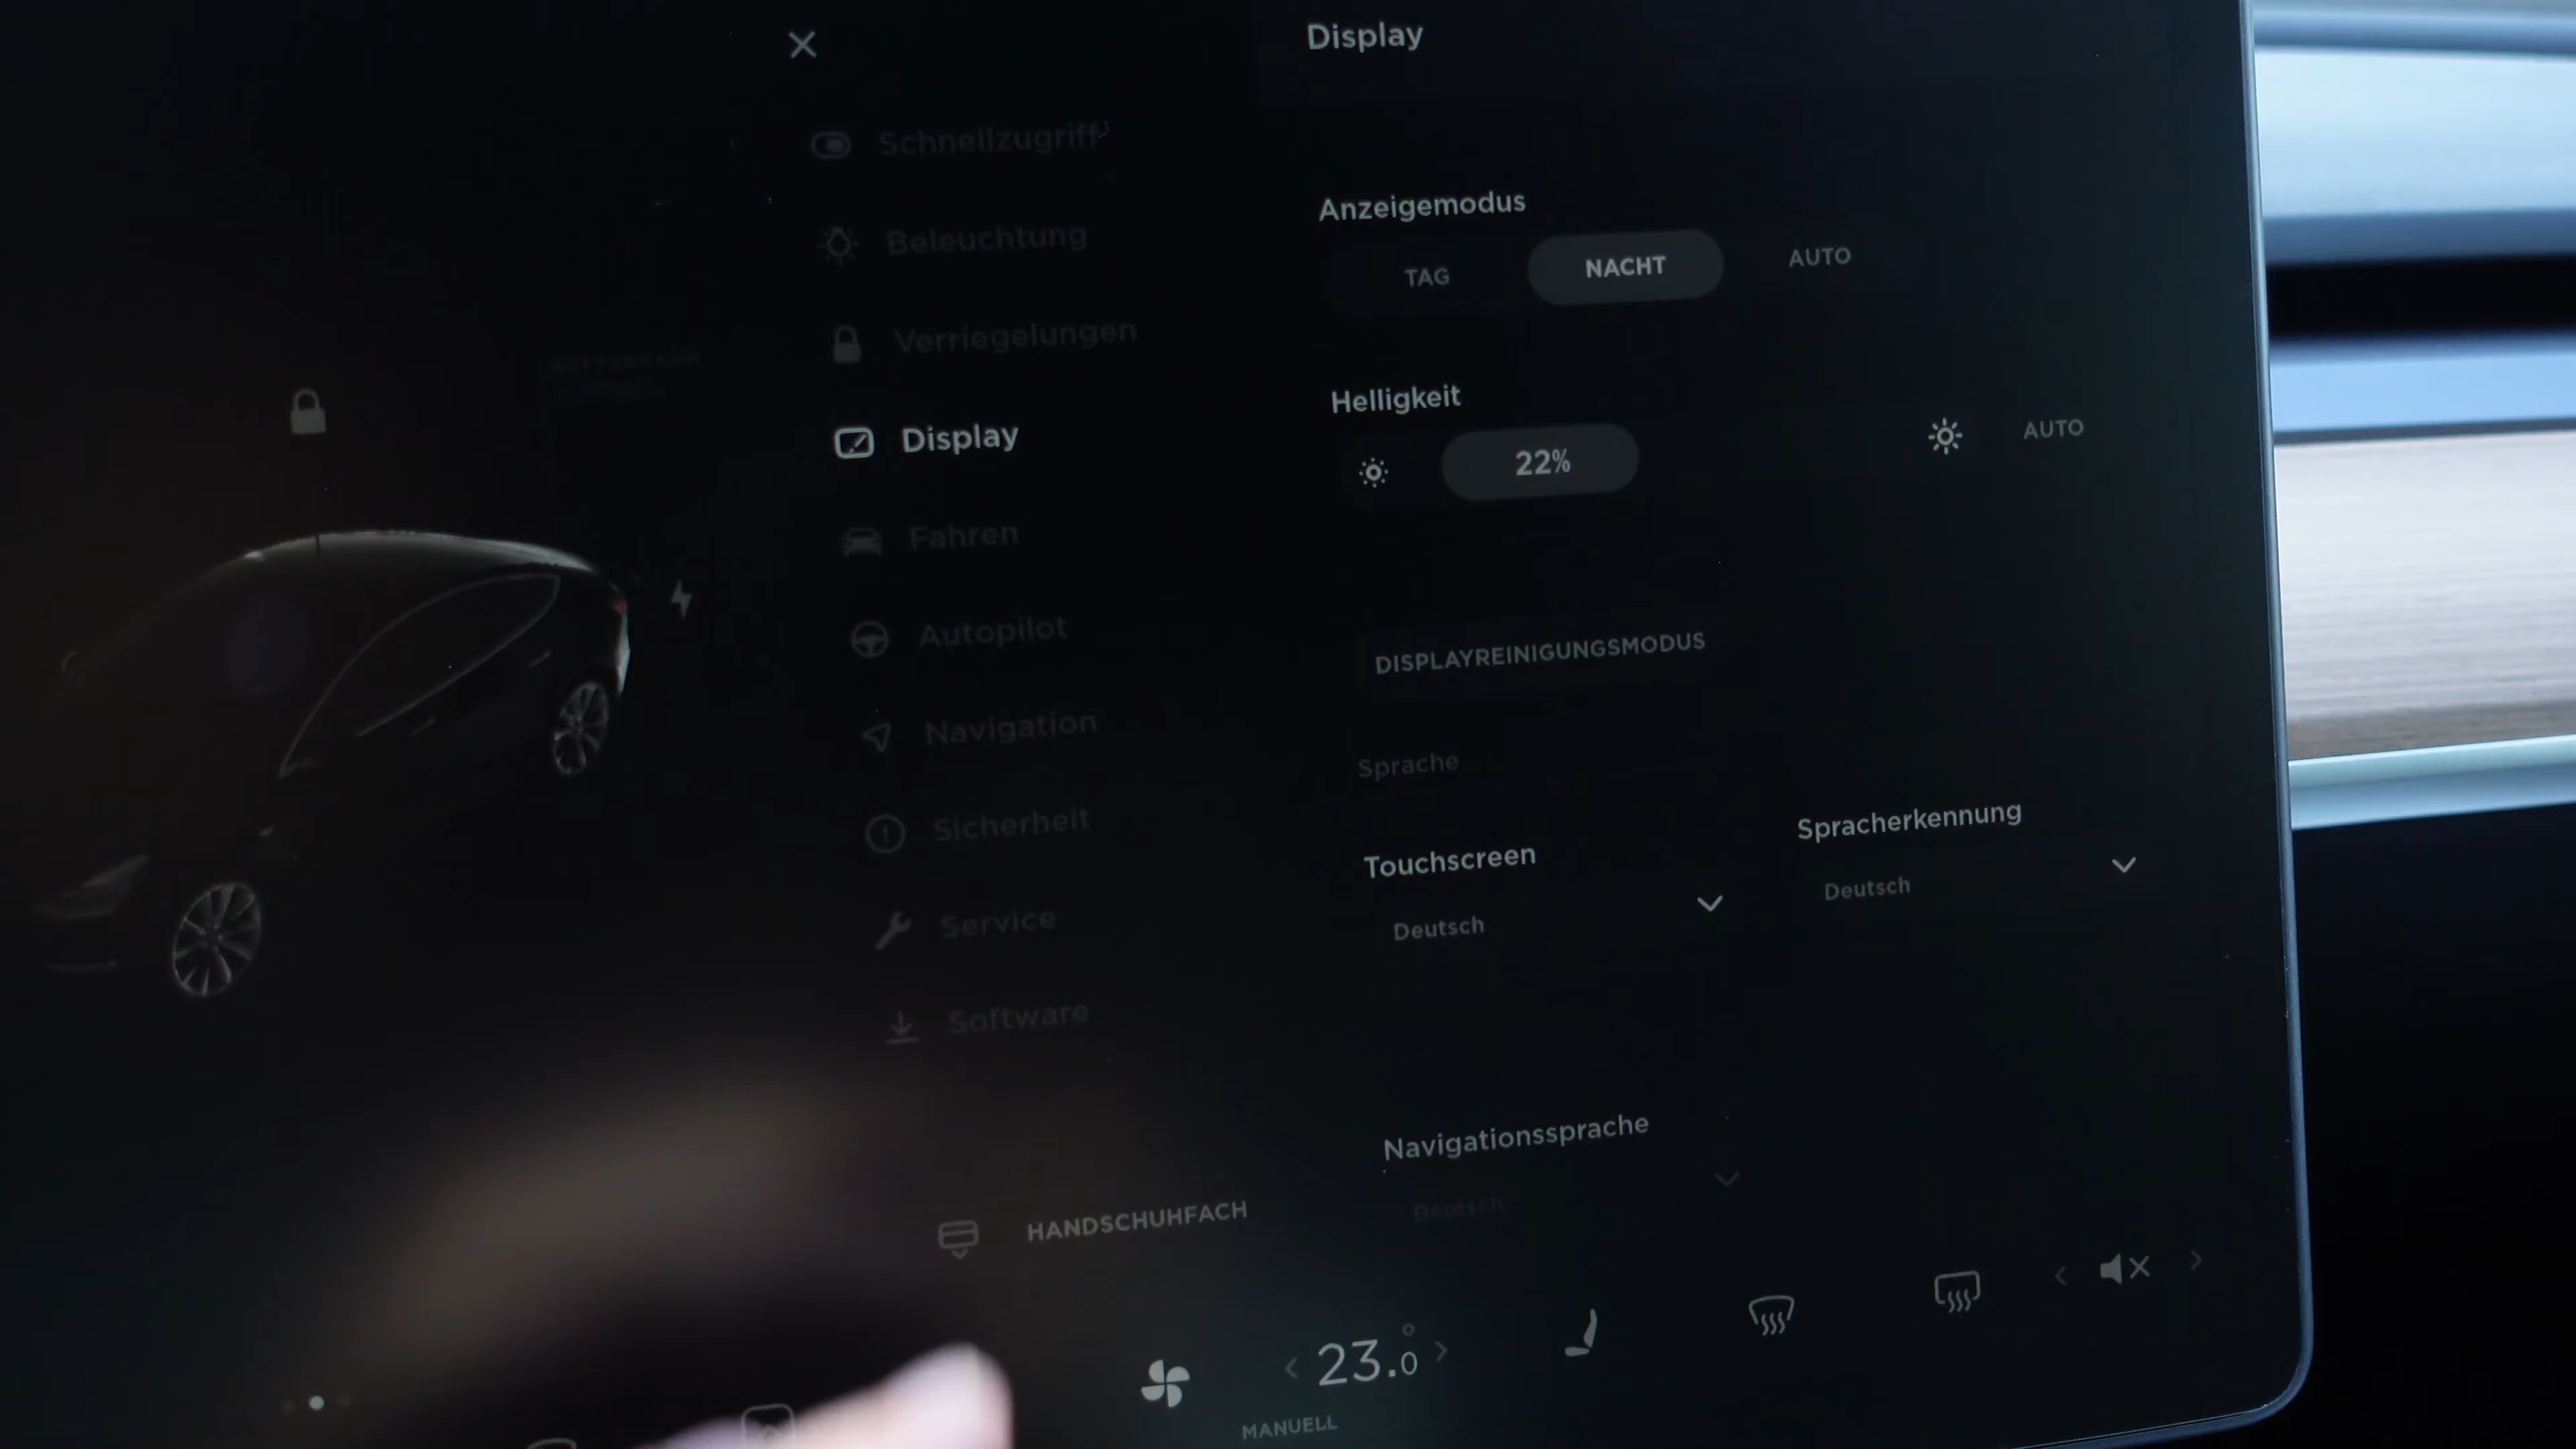 Display
Schnellzugriff
Beleuchtung
Verriegelungen
Display
Fahren
Autopilot
Navigation
Sicherheit
Service
Software
HANDSCHUHFACH
Anzeigemodus
TAG NACHT AUTO
Helligkeit
22% AUTO
DISPLAYREINIGUNGSMODUS
Sprache
Touchscreen
Deutsch
Spracherkennung
Deutsch
Navigationssprache
Deutsch
23.0°
MANUELL